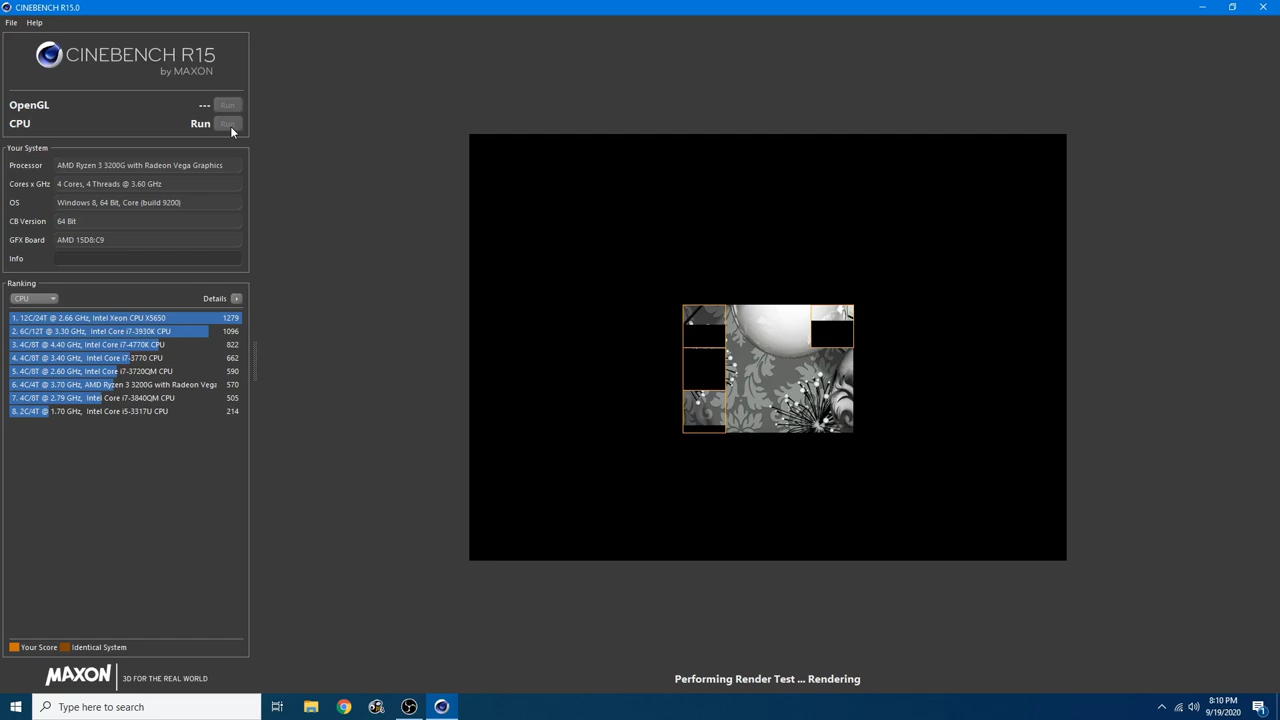 CINEBENCH R15.0
File Help
CINEBENCH R15
by MAXON
OpenGL --- Run
CPU Run Run
Your System
Processor AMD Ryzen 3 3200G with Radeon Vega Graphics
Cores x GHz 4 Cores, 4 Threads @ 3.60 GHz
OS Windows 8, 64 Bit, Core (build 9200)
CB Version 64 Bit
GFX Board AMD 15D8:C9
Info
Ranking
CPU Details
1. 12C/24T @ 2.66 GHz, Intel Xeon CPU X5650 1279
2. 6C/12T @ 3.30 GHz, Intel Core i7-3930K CPU 1096
3. 4C/8T @ 4.40 GHz, Intel Core i7-4770K CPU 822
4. 4C/8T @ 3.40 GHz, Intel Core i7-3770 CPU 662
5. 4C/8T @ 2.60 GHz, Intel Core i7-3720QM CPU 590
6. 4C/4T @ 3.70 GHz, AMD Ryzen 3 3200G with Radeon Vega 570
7. 4C/8T @ 2.79 GHz, Intel Core i7-3840QM CPU 505
8. 2C/4T @ 1.70 GHz, Intel Core i5-3317U CPU 214
Your Score Identical System
MAXON 3D FOR THE REAL WORLD
Performing Render Test ... Rendering
Type here to search
8:10 PM
9/19/2020
1